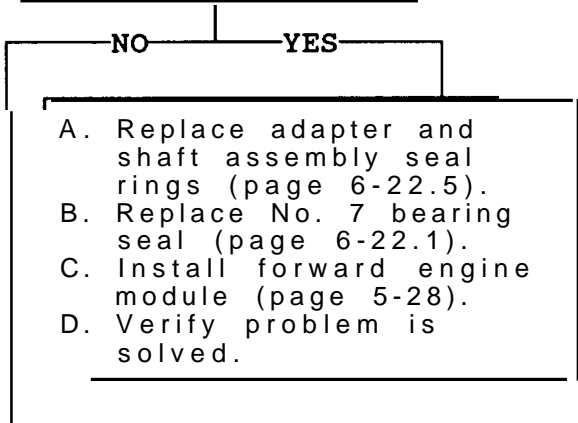 NO YES
A. Replace adapter and
shaft assembly seal
rings (page 6-22.5).
B. Replace No. 7 bearing
seal (page 6-22.1).
C. Install forward engine
module (page 5-28).
D. Verify problem is
solved.